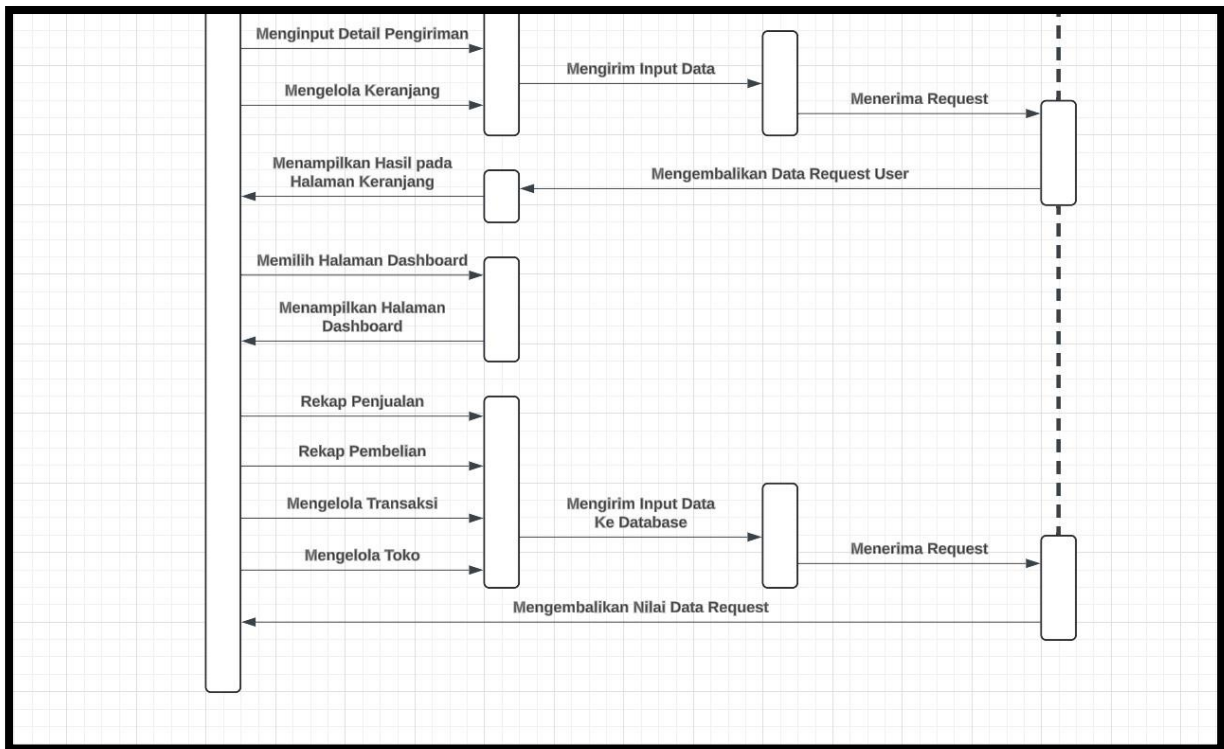 Menginput Detail Pengiriman
Mengirim Input Data
Mengelola Keranjang
Menerima Request
Menampilkan Hasil pada
Halaman Keranjang
Mengembalikan Data Request User
Memilih Halaman Dashboard
Menampilkan Halaman
Dashboard
Rekap Penjualan
Rekap Pembelian
Mengelola Transaksi
Mengirim Input Data
Ke Database
Mengelola Toko
Menerima Request
Mengembalikan Nilai Data Request